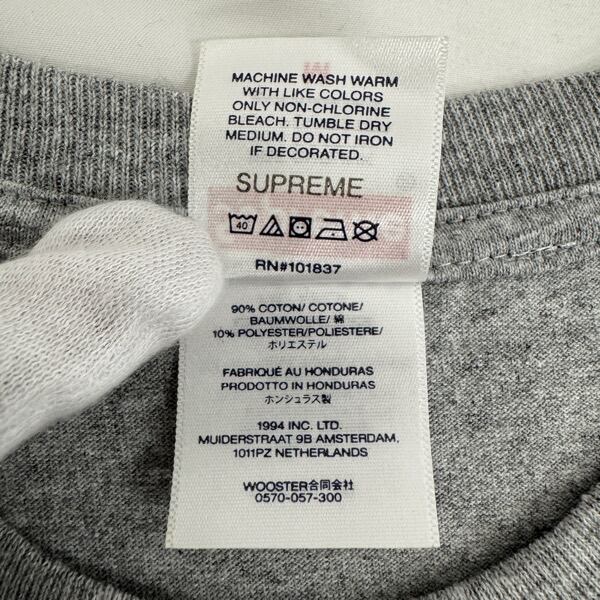 MACHINE WASH WARM
WITH LIKE COLORS
ONLY NON-CHLORINE
BLEACH. TUMBLE DRY
MEDIUM. DO NOT IRON
IF DECORATED.
SUPREME
40
RN#101837
90% COTON/ COTONE/
BAUMWOLLE/ 綿
10% POLYESTER/POLIESTERE/
ポリエステル
FABRIQUÉ AU HONDURAS
PRODOTTO IN HONDURAS
ホンジュラス製
1994 INC. LTD.
MUIDERSTRAAT 9B AMSTERDAM,
1011PZ NETHERLANDS
WOOSTER合同会社
0570-057-300